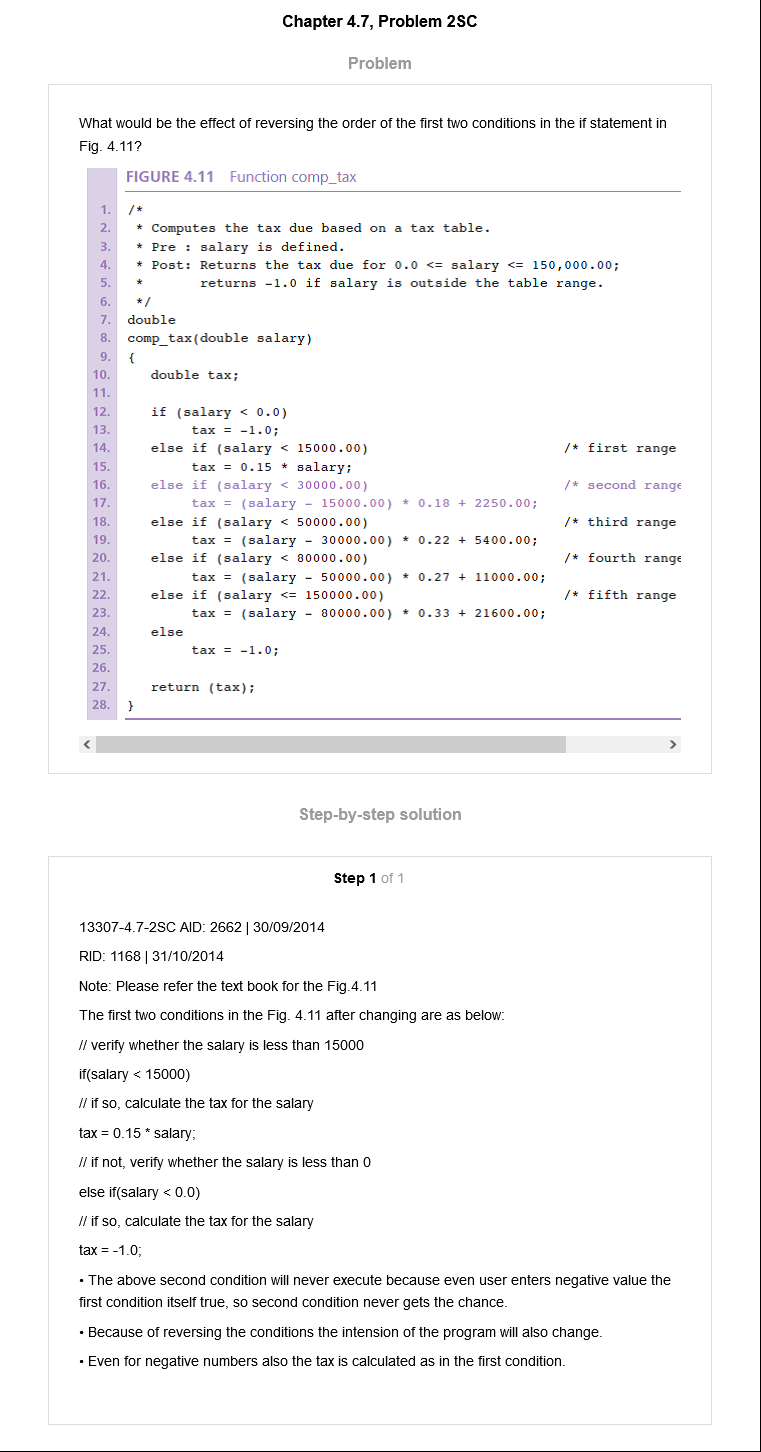 Chapter 4.7, Problem 2SC
Problem
What would be the effect of reversing the order of the first two conditions in the if statement in
Fig. 4.11?
FIGURE 4.11 Function comp_tax
1. /*
2. * Computes the tax due based on a tax table.
3. * Pre : salary is defined.
4. * Post: Returns the tax due for 0.0 <= salary <= 150,000.00;
5. * returns -1.0 if salary is outside the table range.
6. */
7. double
8. comp_tax(double salary)
9. {
10. double tax;
11.
12. if (salary < 0.0)
13. tax = -1.0;
14. else if (salary < 15000.00) /* first range
15. tax = 0.15 * salary;
16. else if (salary < 30000.00) /* second range
17. tax = (salary - 15000.00) * 0.18 + 2250.00;
18. else if (salary < 50000.00) /* third range
19. tax = (salary - 30000.00) * 0.22 + 5400.00;
20. else if (salary < 80000.00) /* fourth range
21. tax = (salary - 50000.00) * 0.27 + 11000.00;
22. else if (salary <= 150000.00) /* fifth range
23. tax = (salary - 80000.00) * 0.33 + 21600.00;
24. else
25. tax = -1.0;
26.
27. return (tax);
28. }
Step-by-step solution
Step 1 of 1
13307-4.7-2SC AID: 2662 | 30/09/2014
RID: 1168 | 31/10/2014
Note: Please refer the text book for the Fig.4.11
The first two conditions in the Fig. 4.11 after changing are as below:
// verify whether the salary is less than 15000
if(salary < 15000)
// if so, calculate the tax for the salary
tax = 0.15 * salary;
// if not, verify whether the salary is less than 0
else if(salary < 0.0)
// if so, calculate the tax for the salary
tax = -1.0;
• The above second condition will never execute because even user enters negative value the
first condition itself true, so second condition never gets the chance.
• Because of reversing the conditions the intension of the program will also change.
• Even for negative numbers also the tax is calculated as in the first condition.